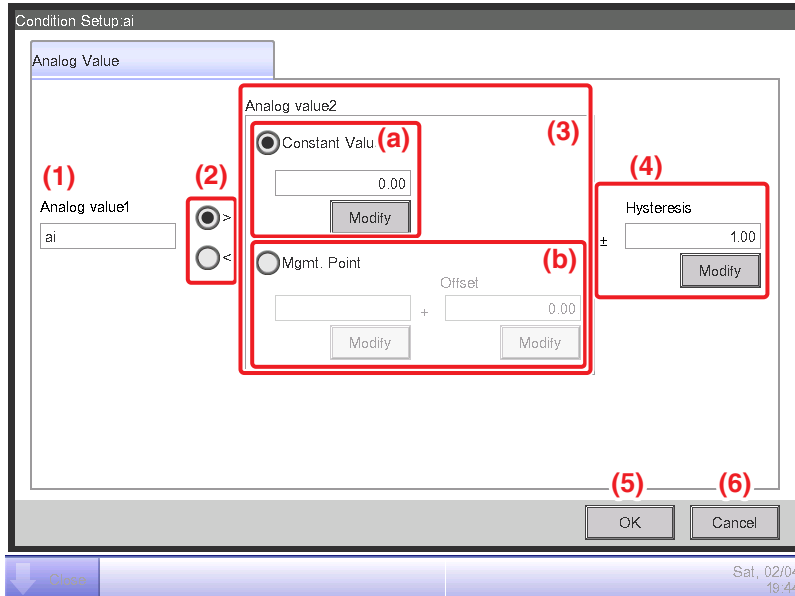 Condition Setup:ai
Analog Value
Analog value2
Constant Valu
(a)
(3)
(1)
(2)
(4)
0.00
Analog value1
Hysteresis
Modify
>
ai
±
1.00
<
Mgmt. Point
(b)
Modify
Offset
+
0.00
Modify
Modify
(5)
(6)
OK
Cancel
Close
Sat, 02/04
19:44